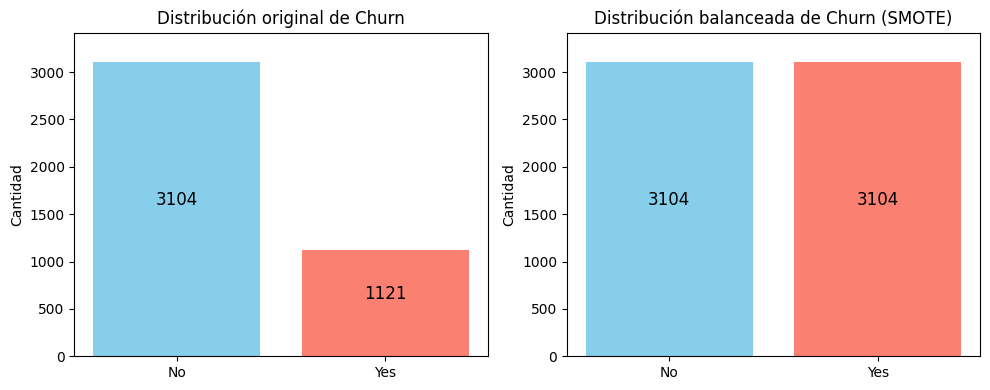 Distribución original de Churn
Cantidad
3000
2500
2000
1500
1000
500
0
3104
1121
No
Yes
Distribución balanceada de Churn (SMOTE)
Cantidad
3000
2500
2000
1500
1000
500
0
3104
3104
No
Yes